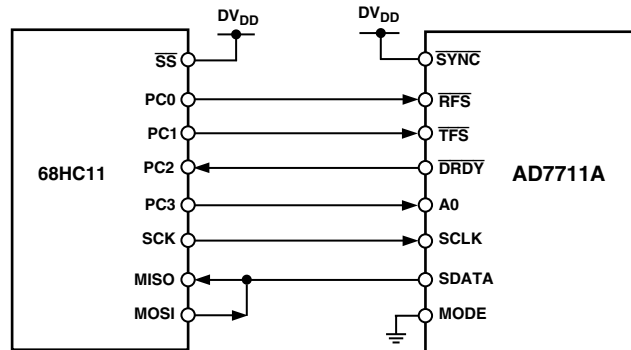 DVDD
DVDD
SS
SYNC
PC0
RFS
PC1
TFS
68HC11
PC2
DRDY
AD7711A
PC3
A0
SCK
SCLK
MISO
SDATA
MOSI
MODE